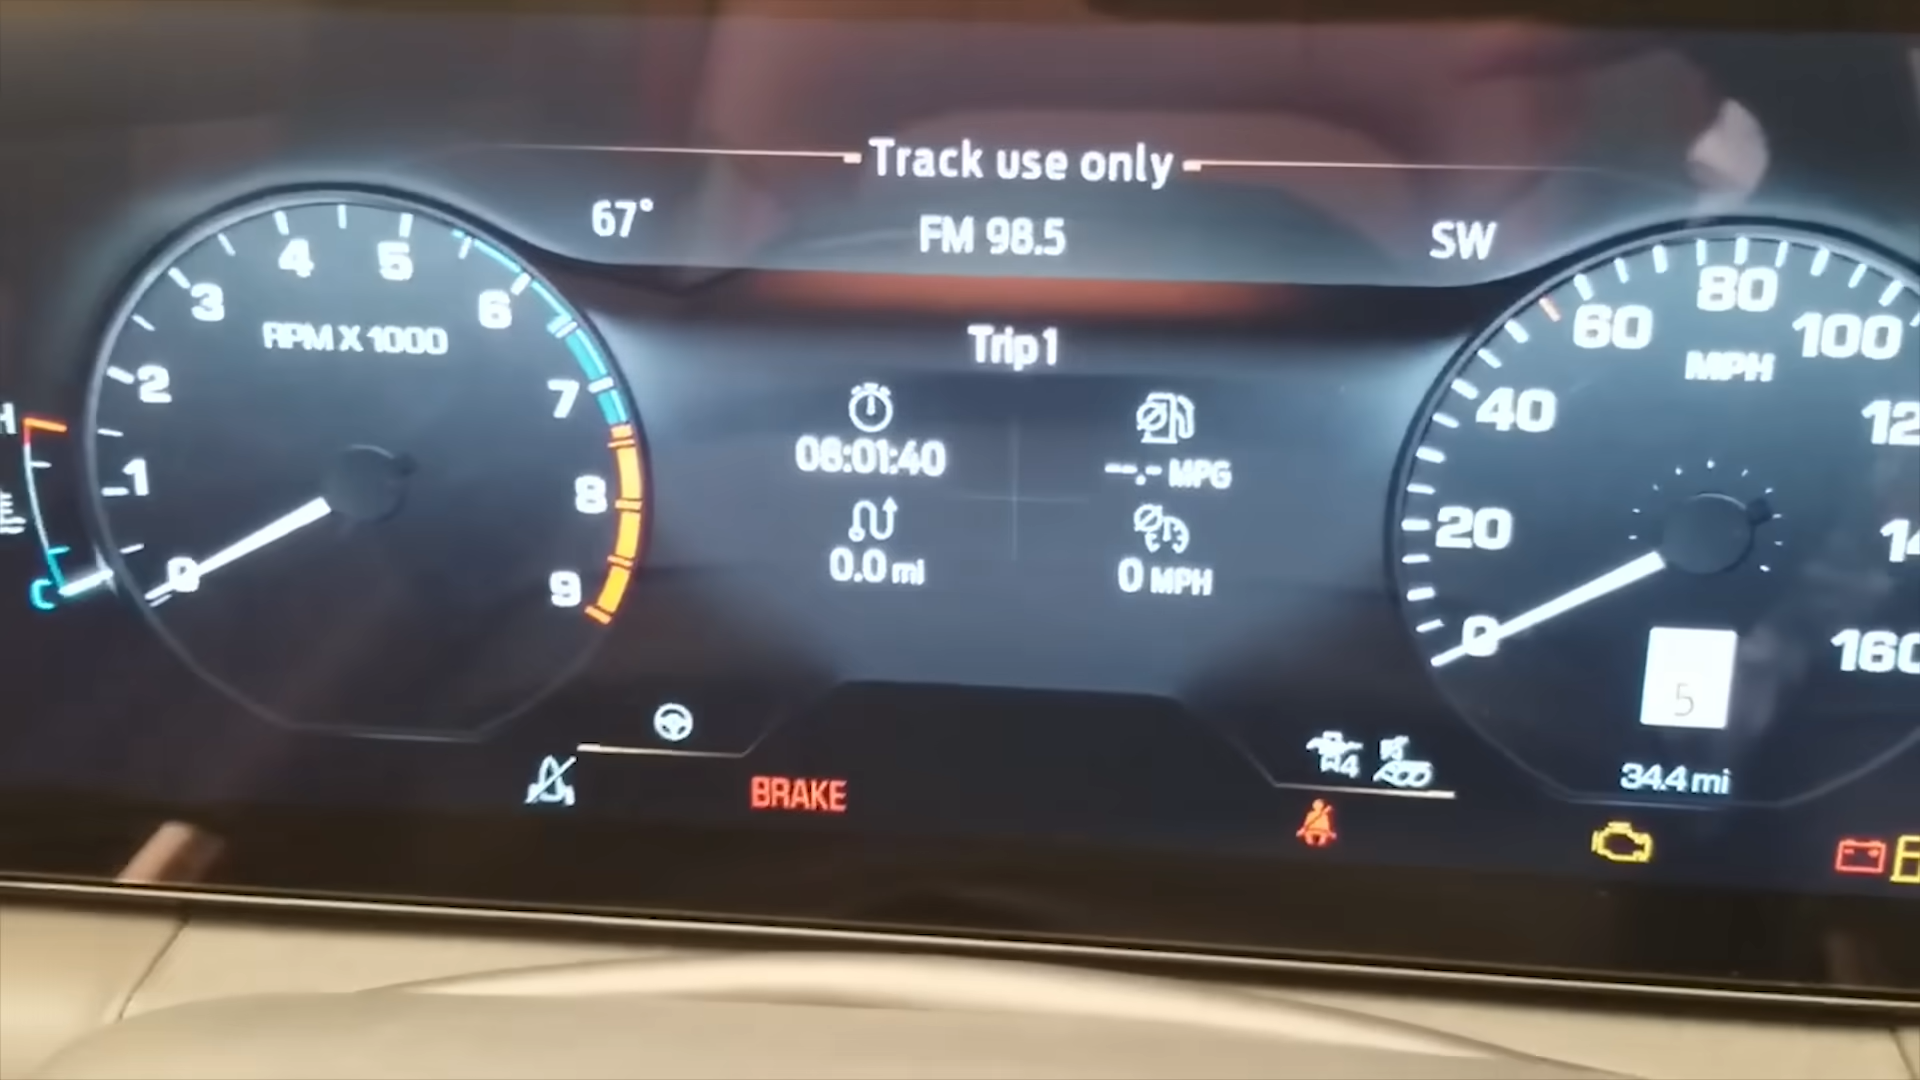 Track use only
67°
FM 98.5
SW
Trip 1
08:01:40
--.- MPG
0.0 mi
0 MPH
RPM X 1000
0
1
2
3
4
5
6
7
8
9
H
C
MPH
0
20
40
60
80
100
160
5
34.4 mi
BRAKE